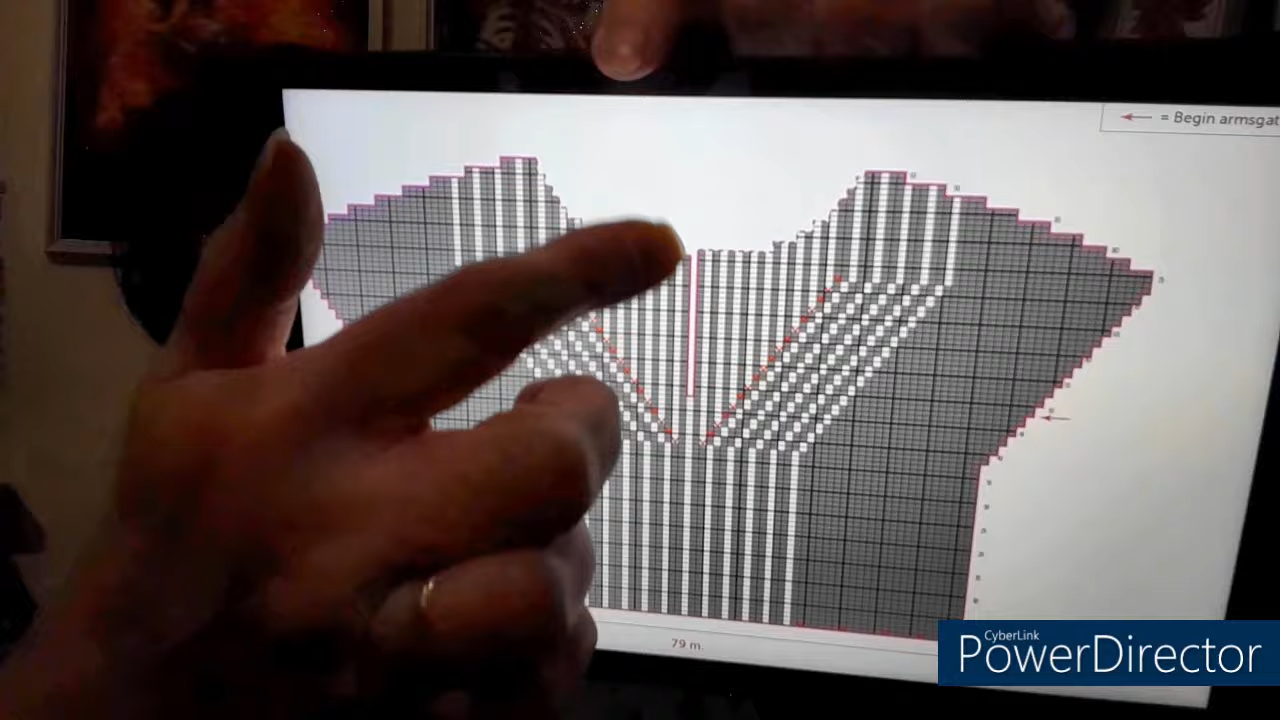 = Begin armsgat
79 m.
CyberLink
PowerDirector